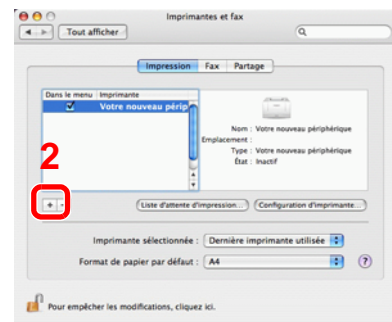 Imprimantes et fax
Tout afficher
Impression Fax Partage
Dans le menu Imprimante
Votre nouveau périp
Nom : Votre nouveau périphérique
Emplacement :
Type : Votre nouveau périphérique
État : Inactif
2
+ -
Liste d'attente d'impression... Configuration d'imprimante...
Imprimante sélectionnée : Dernière imprimante utilisée
Format de papier par défaut : A4 ?
Pour empêcher les modifications, cliquez ici.